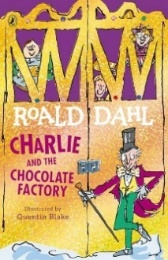 ROALD DAHL
CHARLIE
AND THE
CHOCOLATE
FACTORY
Illustrated by
Quentin Blake